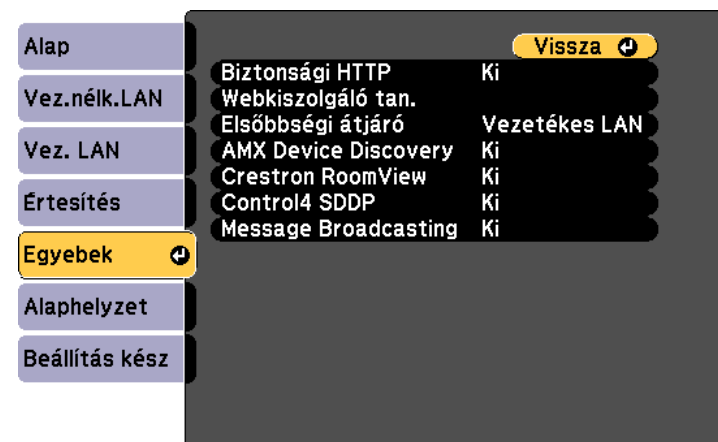 Alap
Vez.nélk.LAN
Vez. LAN
Értesítés
Egyebek
Alaphelyzet
Beállítás kész
Vissza
Biztonsági HTTP Ki
Webkiszolgáló tan.
Elsőbbségi átjáró Vezetékes LAN
AMX Device Discovery Ki
Crestron RoomView Ki
Control4 SDDP Ki
Message Broadcasting Ki